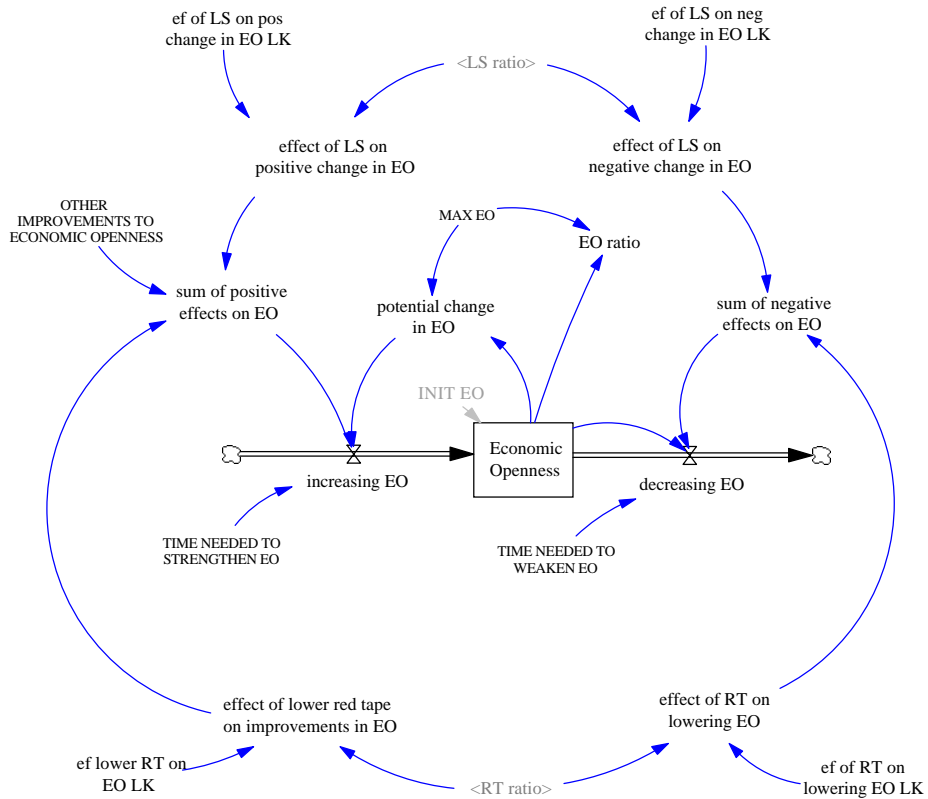 ef of LS on pos
change in EO LK
ef of LS on neg
change in EO LK
<LS ratio>
effect of LS on
positive change in EO
effect of LS on
negative change in EO
OTHER
IMPROVEMENTS TO
ECONOMIC OPENNESS
MAX EO
EO ratio
sum of positive
effects on EO
potential change
in EO
sum of negative
effects on EO
INIT EO
Economic
Openness
increasing EO
decreasing EO
TIME NEEDED TO
STRENGTHEN EO
TIME NEEDED TO
WEAKEN EO
effect of lower red tape
on improvements in EO
effect of RT on
lowering EO
ef lower RT on
EO LK
<RT ratio>
ef of RT on
lowering EO LK